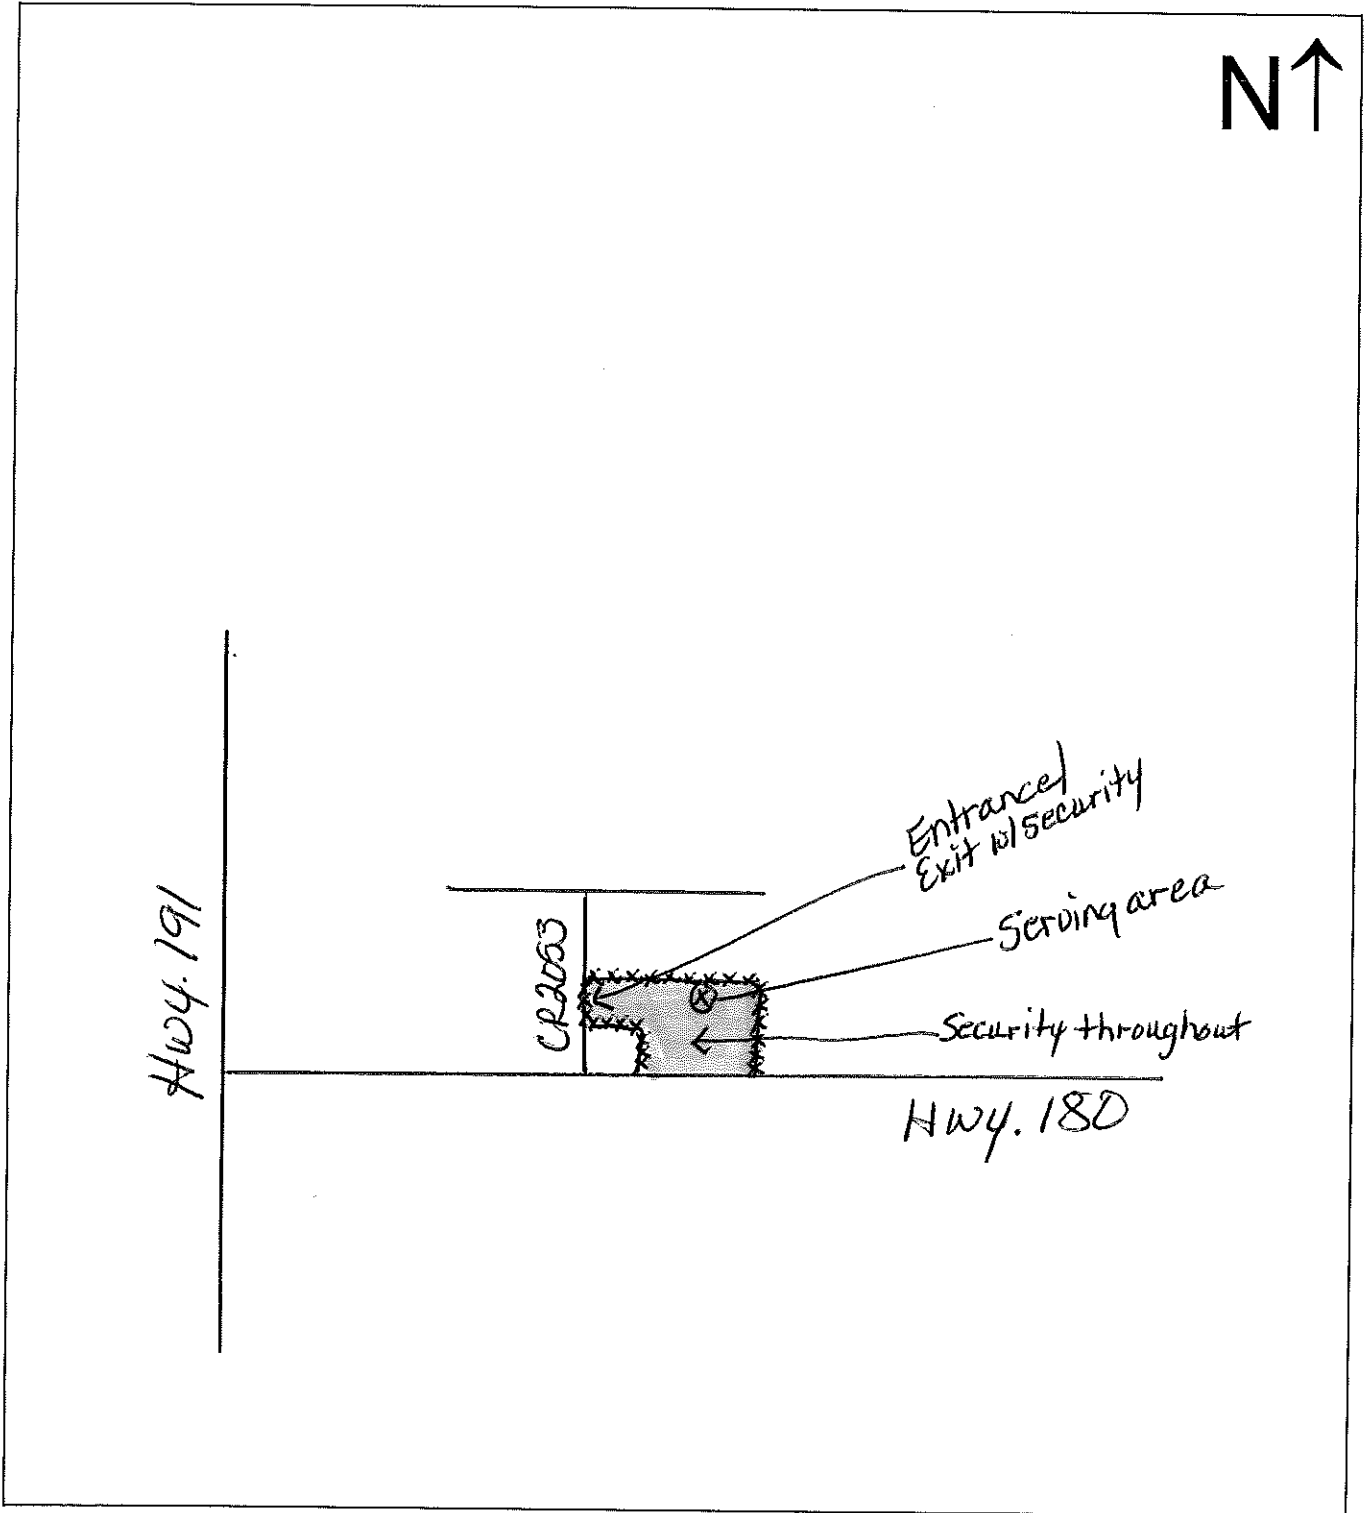 N↑
Entrance/
Exit w/security
Serving area
Security throughout
CR2053
Hwy. 191
Hwy. 180